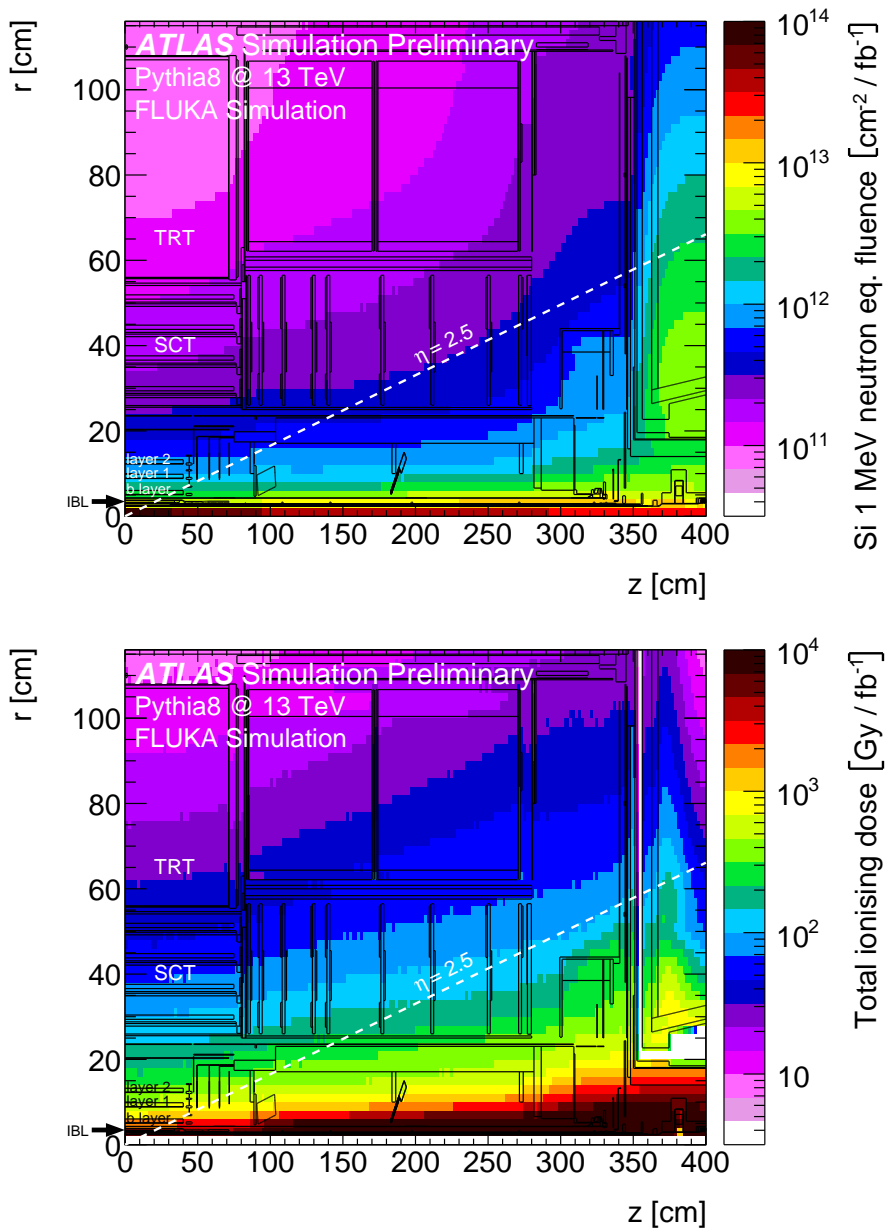 r [cm]
ATLAS Simulation Preliminary
Pythia8 @ 13 TeV
FLUKA Simulation
TRT
SCT
η = 2.5
layer 2
layer 1
b layer
IBL
0
20
40
60
80
100
0 50 100 150 200 250 300 350 400
z [cm]
10^14
10^13
10^12
10^11
Si 1 MeV neutron eq. fluence [cm^-2 / fb^-1]
r [cm]
ATLAS Simulation Preliminary
Pythia8 @ 13 TeV
FLUKA Simulation
TRT
SCT
η = 2.5
layer 2
layer 1
b layer
IBL
0
20
40
60
80
100
0 50 100 150 200 250 300 350 400
z [cm]
10^4
10^3
10^2
10
Total ionising dose [Gy / fb^-1]